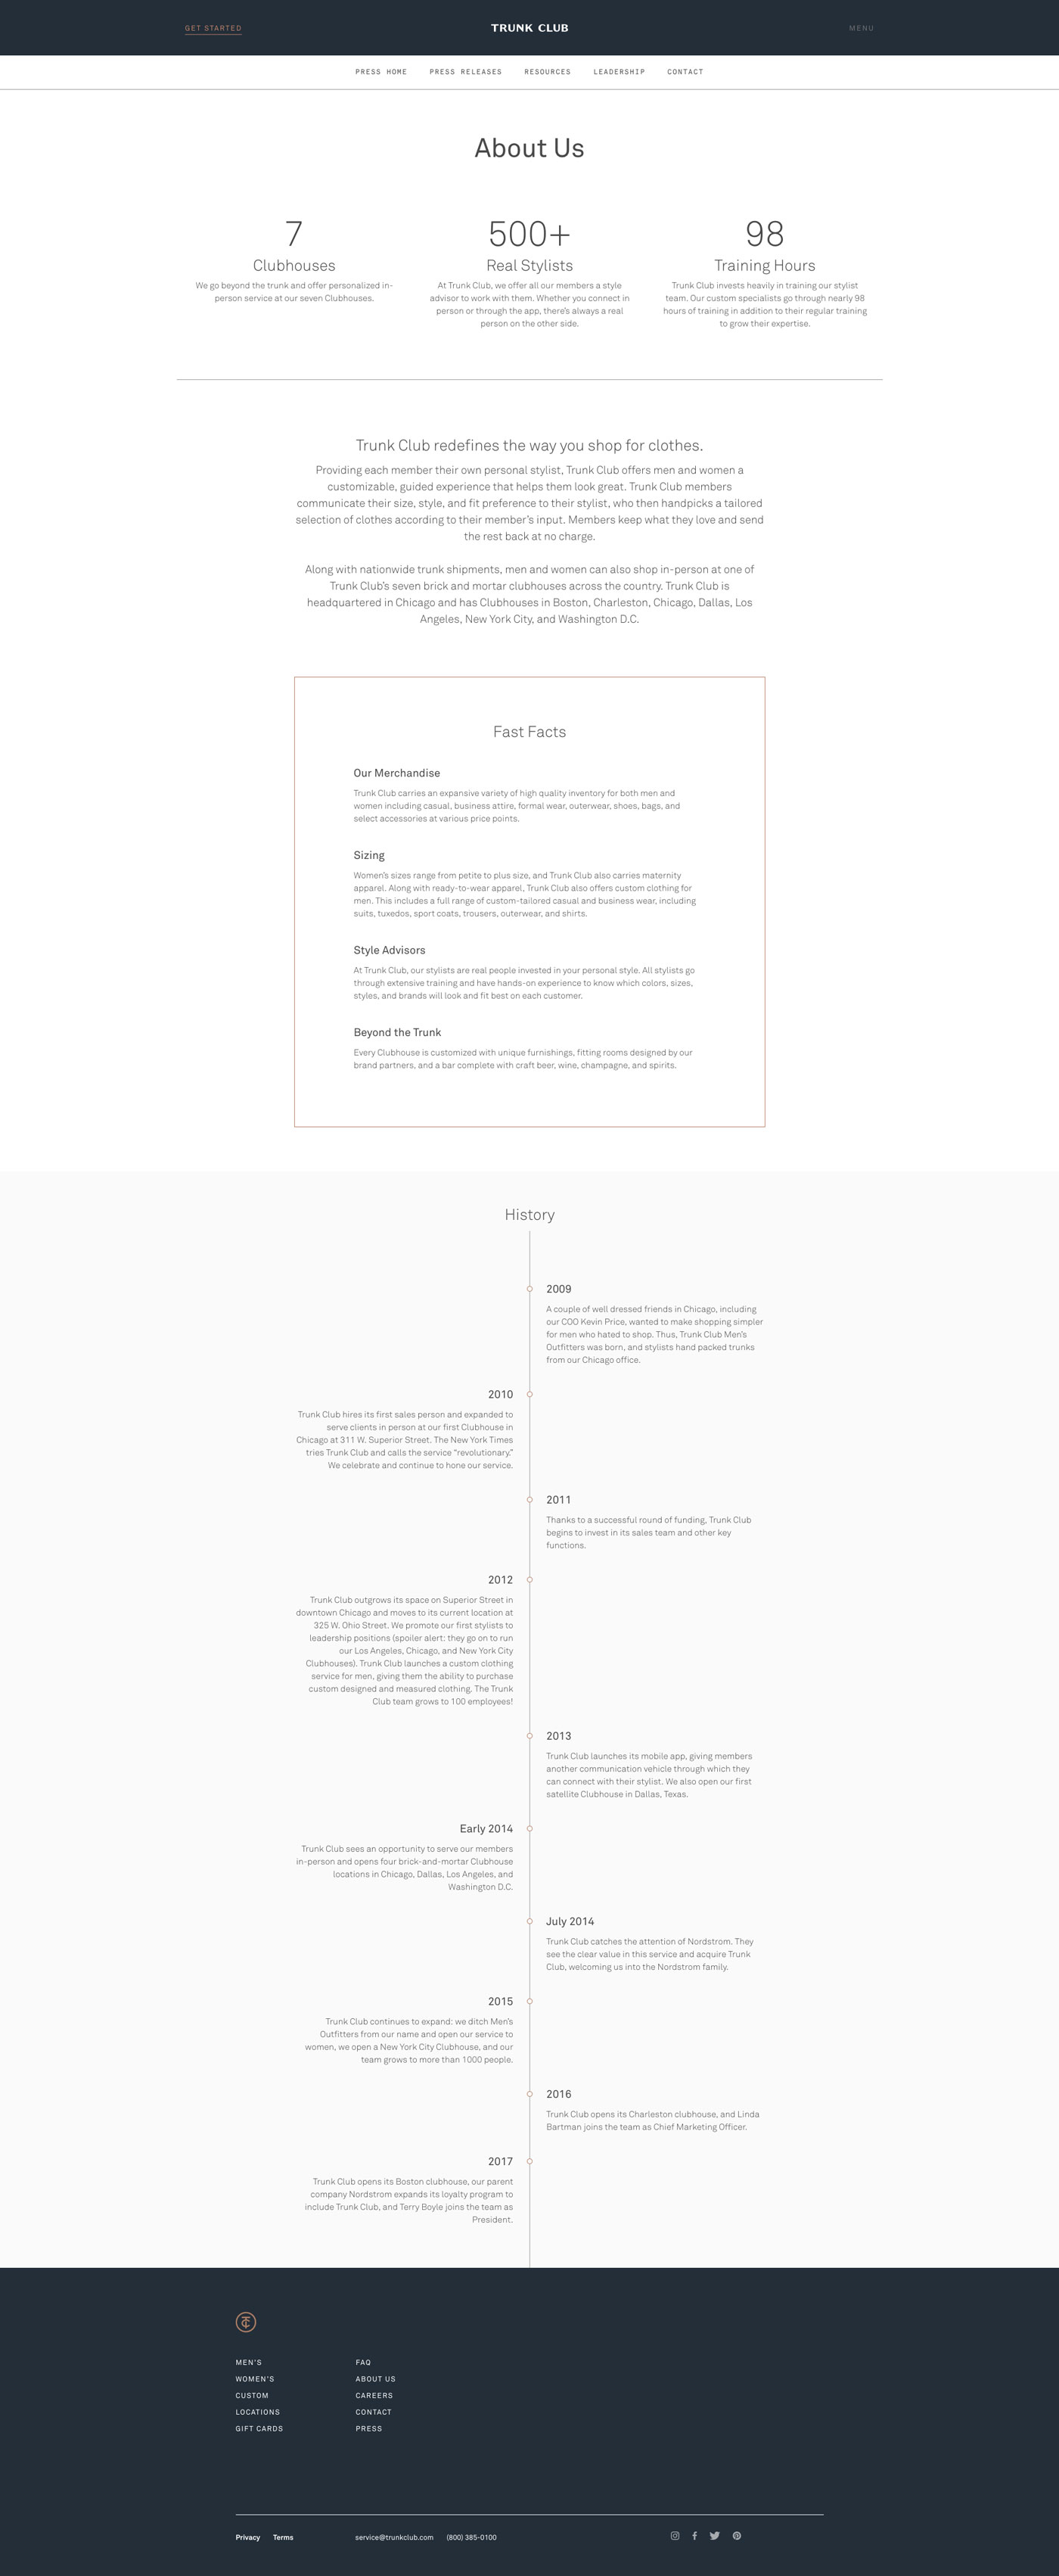 GET STARTED
TRUNK CLUB
MENU
PRESS HOME
PRESS RELEASES
RESOURCES
LEADERSHIP
CONTACT
About Us
7
Clubhouses
We go beyond the trunk and offer personalized in-
person service at our seven Clubhouses.
500+
Real Stylists
At Trunk Club, we offer all our members a style
advisor to work with them. Whether you connect in
person or through the app, there's always a real
person on the other side.
98
Training Hours
Trunk Club invests heavily in training our stylist
team. Our custom specialists go through nearly 98
hours of training in addition to their regular training
to grow their expertise.
Trunk Club redefines the way you shop for clothes.
Providing each member their own personal stylist, Trunk Club offers men and women a
customizable, guided experience that helps them look great. Trunk Club members
communicate their size, style, and fit preference to their stylist, who then handpicks a tailored
selection of clothes according to their member's input. Members keep what they love and send
the rest back at no charge.
Along with nationwide trunk shipments, men and women can also shop in-person at one of
Trunk Club's seven brick and mortar clubhouses across the country. Trunk Club is
headquartered in Chicago and has Clubhouses in Boston, Charleston, Chicago, Dallas, Los
Angeles, New York City, and Washington D.C.
Fast Facts
Our Merchandise
Trunk Club carries an expansive variety of high quality inventory for both men and
women including casual, business attire, formal wear, outerwear, shoes, bags, and
select accessories at various price points.
Sizing
Women's sizes range from petite to plus size, and Trunk Club also carries maternity
apparel. Along with ready-to-wear apparel, Trunk Club also offers custom clothing for
men. This includes a full range of custom-tailored casual and business wear, including
suits, tuxedos, sport coats, trousers, outerwear, and shirts.
Style Advisors
At Trunk Club, our stylists are real people invested in your personal style. All stylists go
through extensive training and have hands-on experience to know which colors, sizes,
styles, and brands will look and fit best on each customer.
Beyond the Trunk
Every Clubhouse is customized with unique furnishings, fitting rooms designed by our
brand partners, and a bar complete with craft beer, wine, champagne, and spirits.
History
2009
A couple of well dressed friends in Chicago, including
our COO Kevin Price, wanted to make shopping simpler
for men who hated to shop. Thus, Trunk Club Men's
Outfitters was born, and stylists hand packed trunks
from our Chicago office.
2010
Trunk Club hires its first sales person and expanded to
serve clients in person at our first Clubhouse in
Chicago at 311 W. Superior Street. The New York Times
tries Trunk Club and calls the service "revolutionary."
We celebrate and continue to hone our service.
2011
Thanks to a successful round of funding, Trunk Club
begins to invest in its sales team and other key
functions.
2012
Trunk Club outgrows its space on Superior Street in
downtown Chicago and moves to its current location at
325 W. Ohio Street. We promote our first stylists to
leadership positions (spoiler alert: they go on to run
our Los Angeles, Chicago, and New York City
Clubhouses). Trunk Club launches a custom clothing
service for men, giving them the ability to purchase
custom designed and measured clothing. The Trunk
Club team grows to 100 employees!
2013
Trunk Club launches its mobile app, giving members
another communication vehicle through which they
can connect with their stylist. We also open our first
satellite Clubhouse in Dallas, Texas.
Early 2014
Trunk Club sees an opportunity to serve our members
in-person and opens four brick-and-mortar Clubhouse
locations in Chicago, Dallas, Los Angeles, and
Washington D.C.
July 2014
Trunk Club catches the attention of Nordstrom. They
see the clear value in this service and acquire Trunk
Club, welcoming us into the Nordstrom family.
2015
Trunk Club continues to expand: we ditch Men's
Outfitters from our name and open our service to
women, we open a New York City Clubhouse, and our
team grows to more than 1000 people.
2016
Trunk Club opens its Charleston clubhouse, and Linda
Bartman joins the team as Chief Marketing Officer.
2017
Trunk Club opens its Boston clubhouse, our parent
company Nordstrom expands its loyalty program to
include Trunk Club, and Terry Boyle joins the team as
President.
TC
MEN'S
WOMEN'S
CUSTOM
LOCATIONS
GIFT CARDS
FAQ
ABOUT US
CAREERS
CONTACT
PRESS
Privacy
Terms
service@trunkclub.com
(800) 385-0100